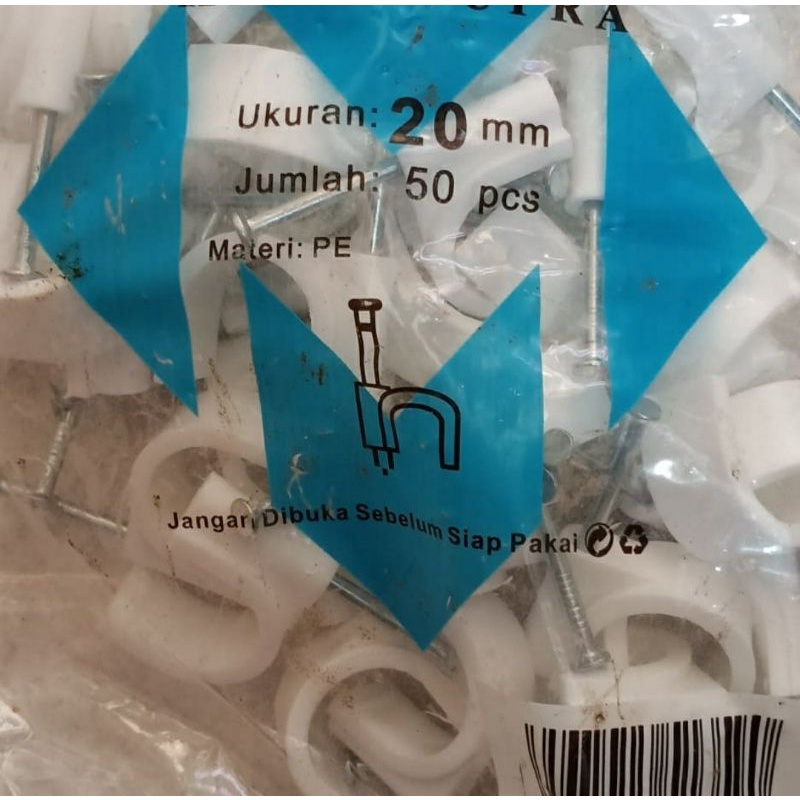 Ukuran: 20 mm
Jumlah: 50 pcs
Materi: PE
Jangan Dibuka Sebelum Siap Pakai